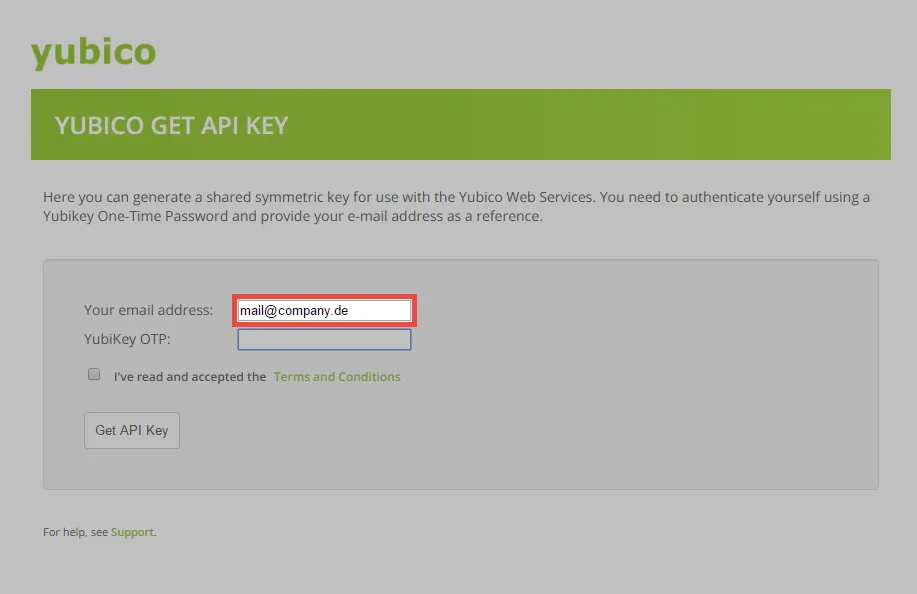 yubico
YUBICO GET API KEY
Here you can generate a shared symmetric key for use with the Yubico Web Services. You need to authenticate yourself using a
Yubikey One-Time Password and provide your e-mail address as a reference.
Your email address: mail@company.de
YubiKey OTP:
I've read and accepted the Terms and Conditions
Get API Key
For help, see Support.